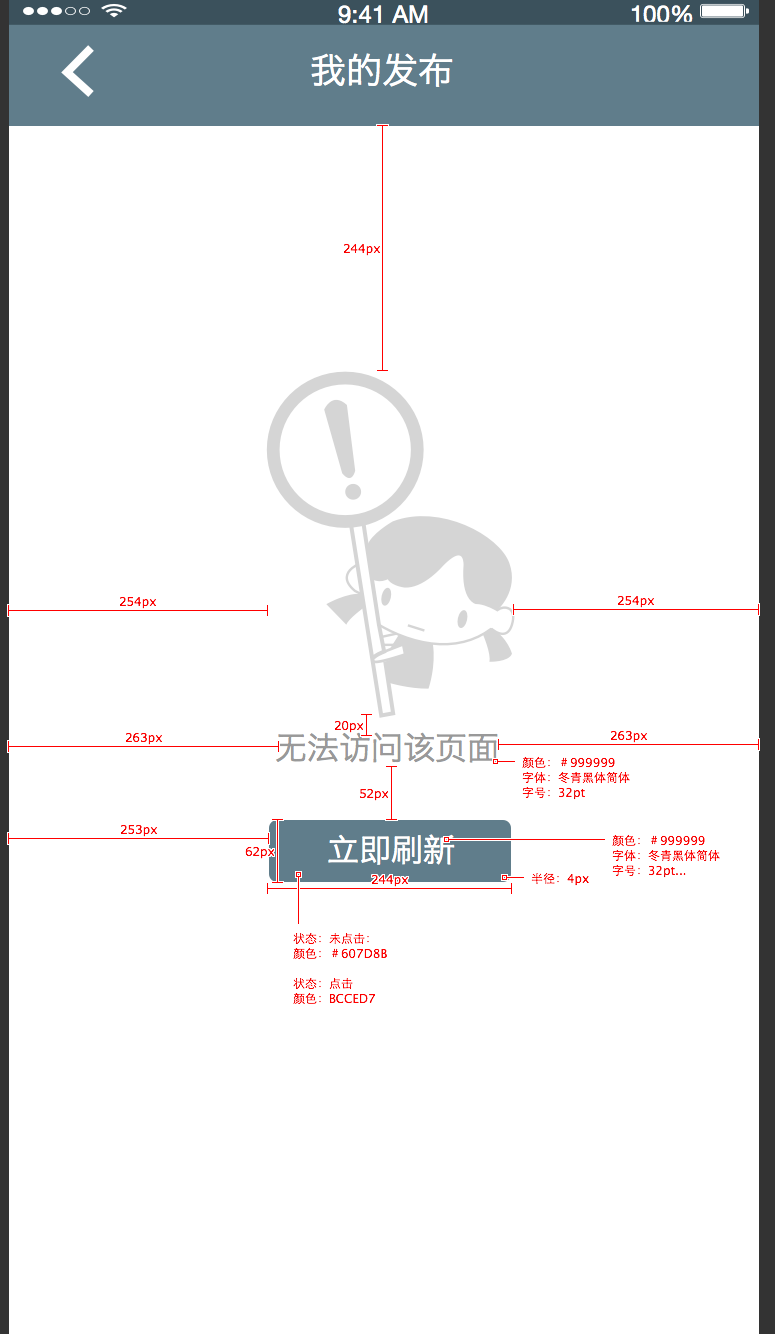 9:41 AM 100%
我的发布
244px
254px 254px
20px
263px 无法访问该页面 263px
颜色：＃999999
字体：冬青黑体简体
字号：32pt
52px
253px
62px
立即刷新
244px
颜色：＃999999
字体：冬青黑体简体
字号：32pt...
半径：4px
状态：未点击:
颜色：＃607D8B
状态：点击
颜色：BCCED7